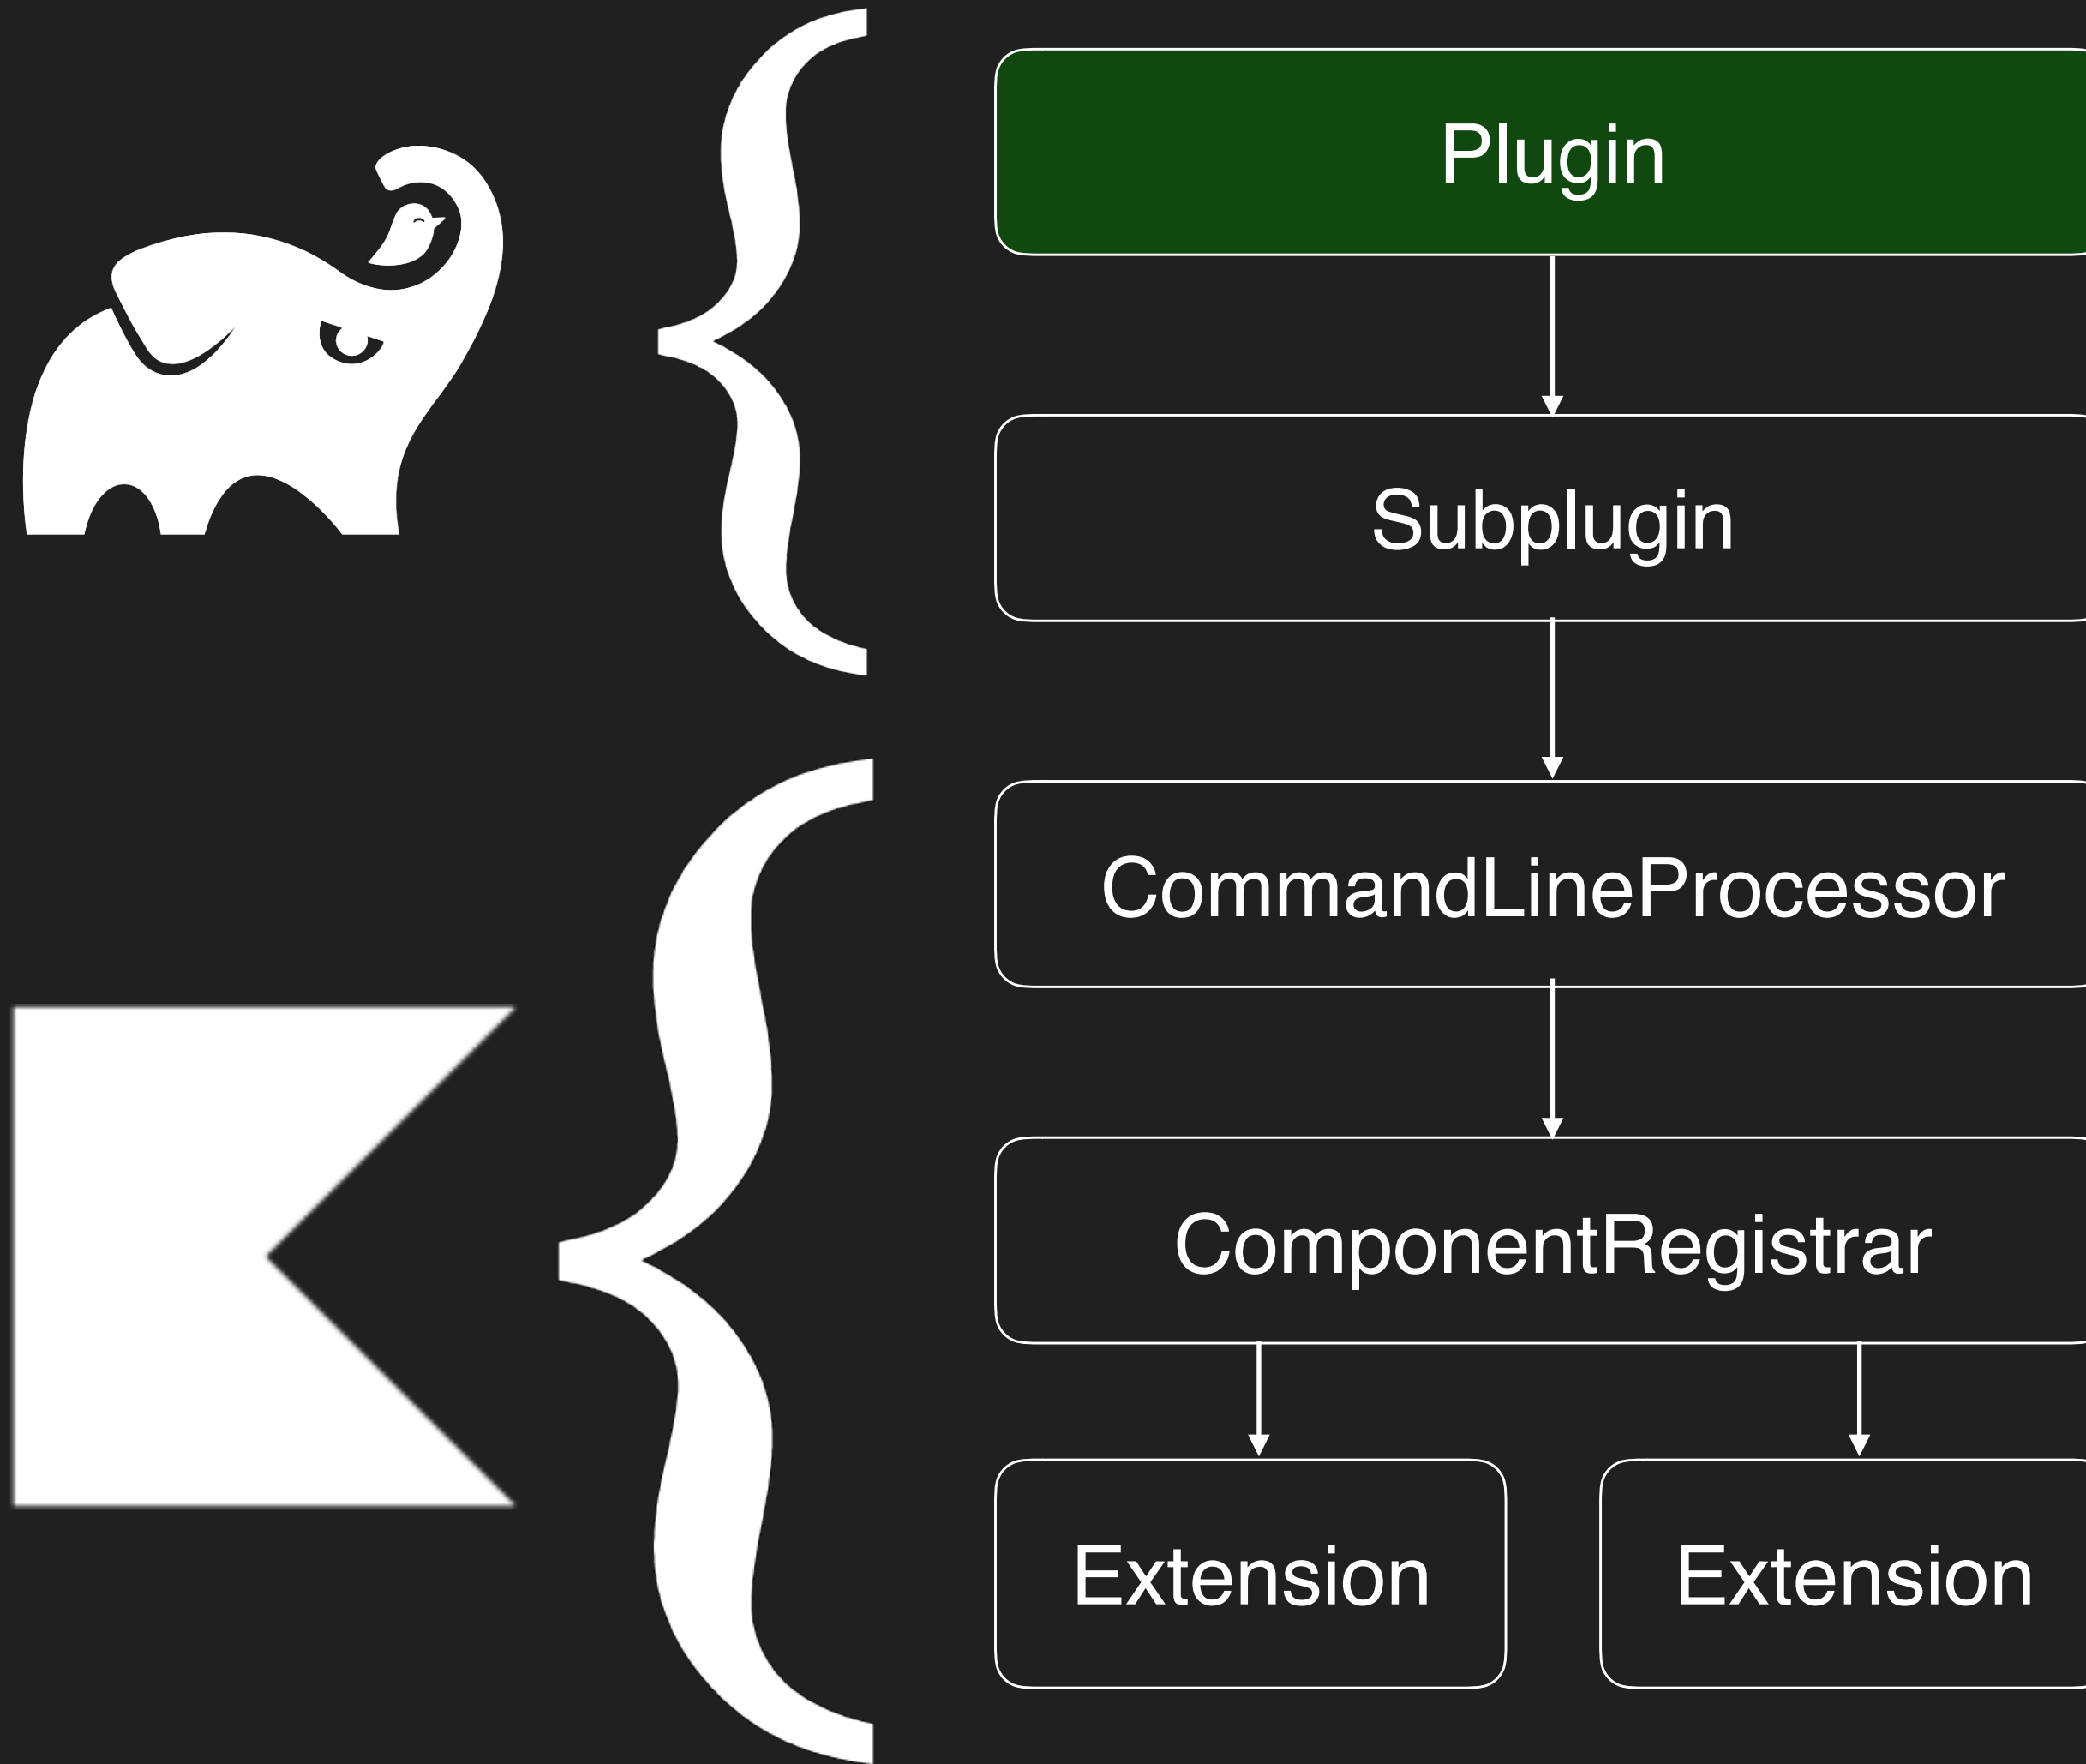 Plugin
Subplugin
CommandLineProcessor
ComponentRegistrar
Extension
Extension